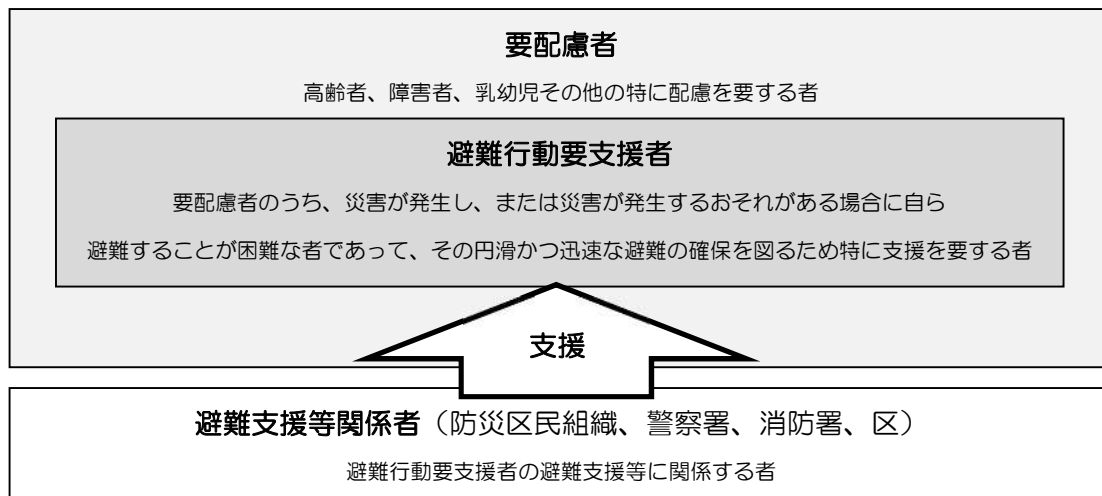 要配慮者
高齢者、障害者、乳幼児その他の特に配慮を要する者
避難行動要支援者
要配慮者のうち、災害が発生し、または災害が発生するおそれがある場合に自ら
避難することが困難な者であって、その円滑かつ迅速な避難の確保を図るため特に支援を要する者
支援
避難支援等関係者（防災区民組織、警察署、消防署、区）
避難行動要支援者の避難支援等に関係する者